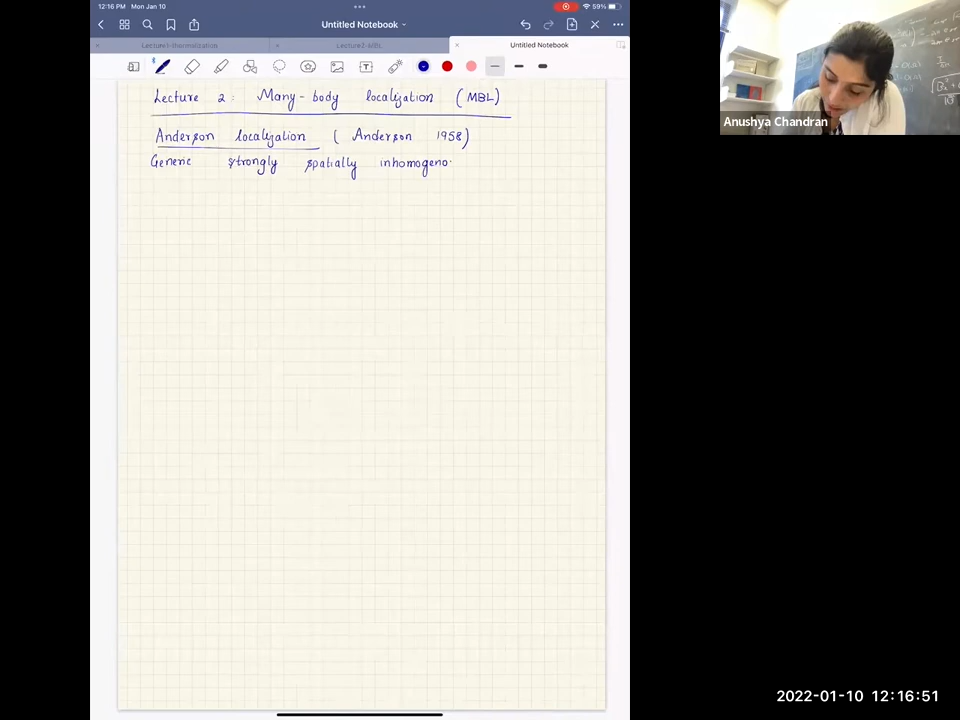 12:16 PM Mon Jan 10
59%
Untitled Notebook
Lecture1-thermalization
Lecture2-MBL
Untitled Notebook
Lecture 2: Many-body localization (MBL)
Anderson localization (Anderson 1958)
Generic strongly spatially inhomogeno
Anushya Chandran
2022-01-10 12:16:51